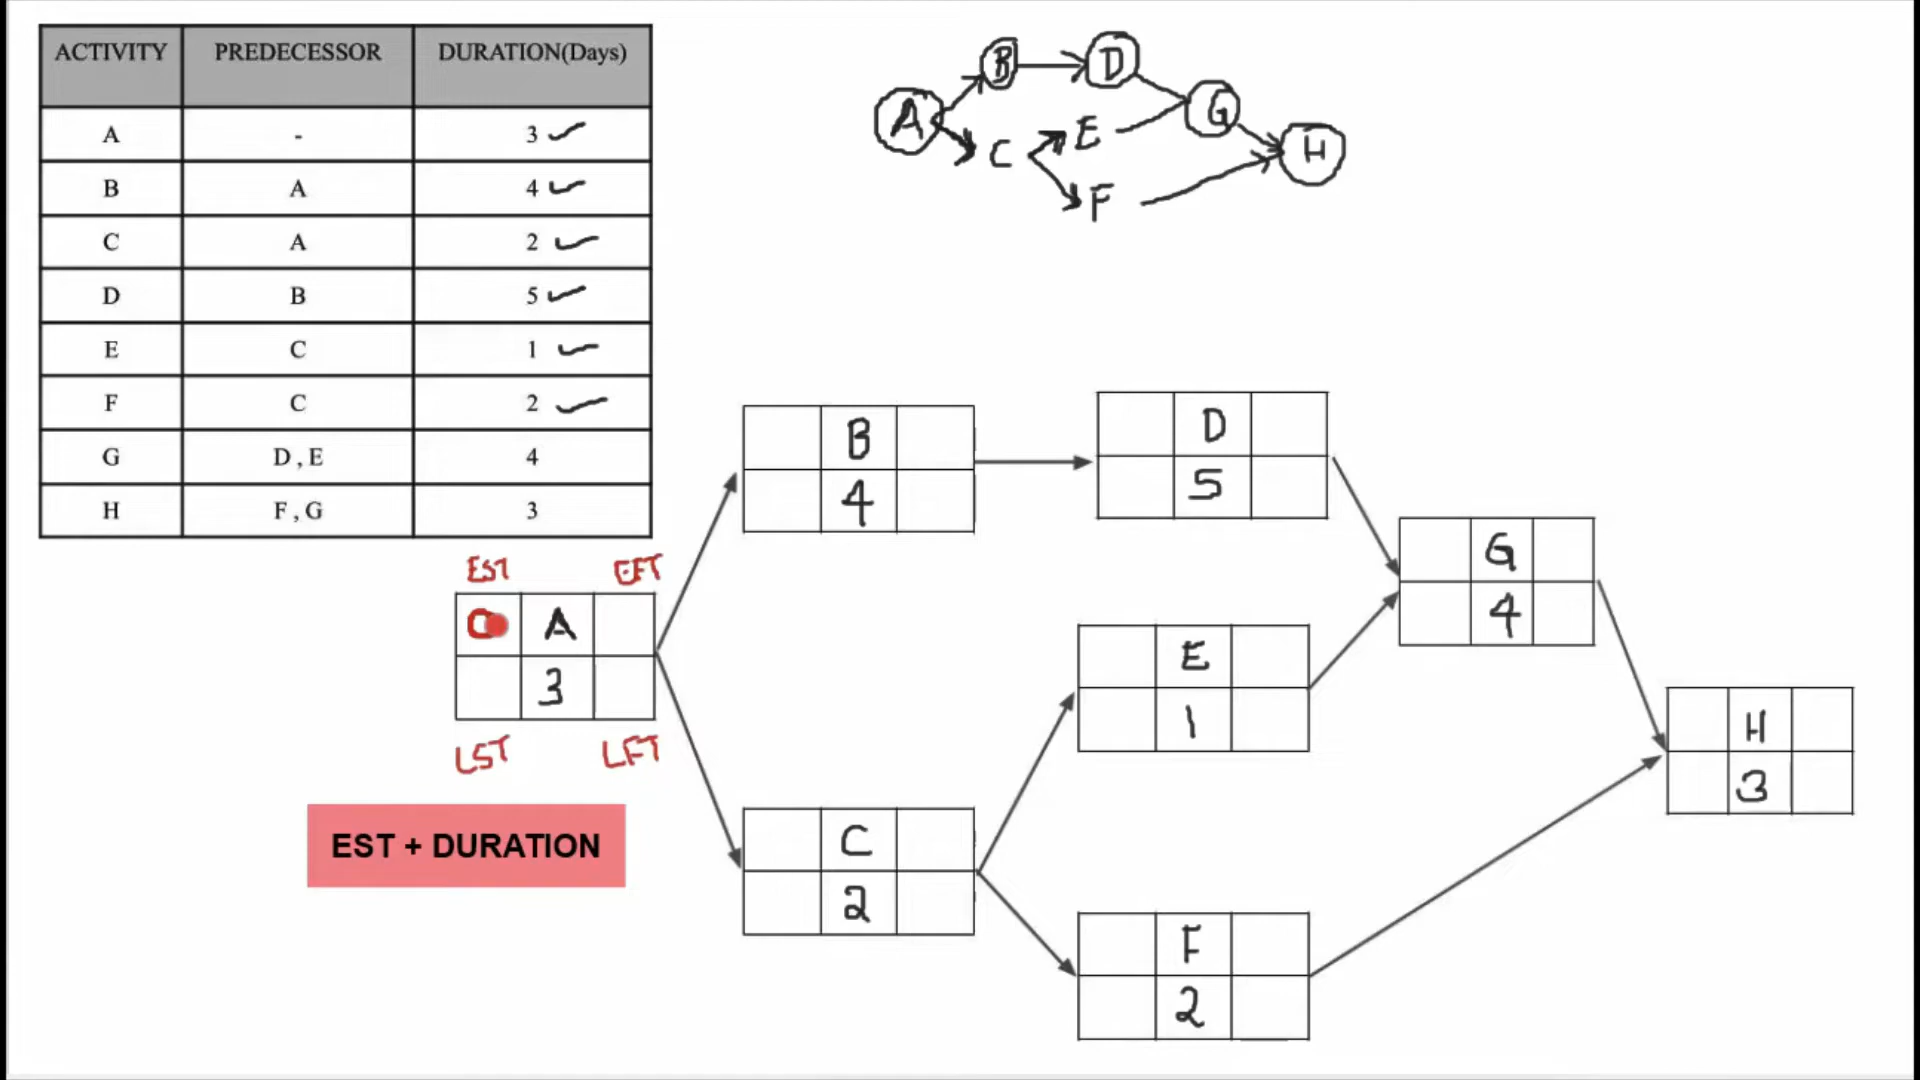 ACTIVITY PREDECESSOR DURATION(Days)
A - 3
B A 4
C A 2
D B 5
E C 1
F C 2
G D , E 4
H F , G 3
B D
A G
C E H
F
EST EFT
0 A
3
LST LFT
EST + DURATION
B
4
D
5
G
4
E
1
H
3
C
2
F
2